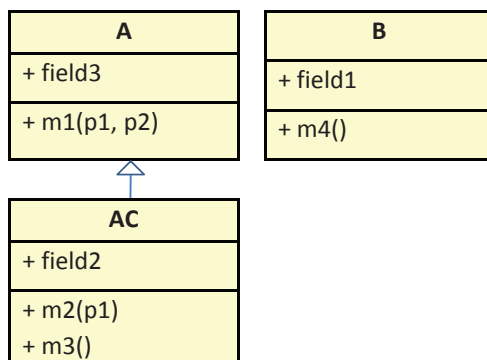 A
+ field3
+ m1(p1, p2)
B
+ field1
+ m4()
AC
+ field2
+ m2(p1)
+ m3()